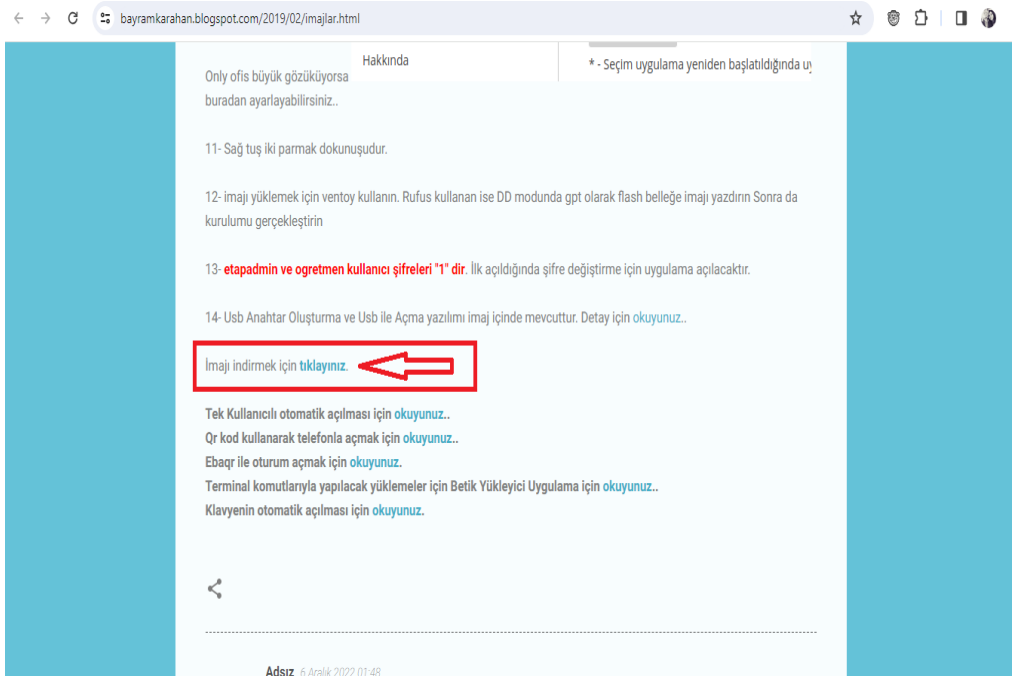 bayramkarahan.blogspot.com/2019/02/imajlar.html
Hakkında
* - Seçim uygulama yeniden başlatıldığında
Only ofis büyük gözüküyorsa
buradan ayarlayabilirsiniz..
11- Sağ tuş iki parmak dokunuşudur.
12- imajı yüklemek için ventoy kullanın. Rufus kullanan ise DD modunda gpt olarak flash belleğe imajı yazdırın Sonra da
kurulumu gerçekleştirin
13- etapadmin ve ogretmen kullanıcı şifreleri "1" dir. İlk açıldığında şifre değiştirme için uygulama açılacaktır.
14- Usb Anahtar Oluşturma ve Usb ile Açma yazılımı imaj içinde mevcuttur. Detay için okuyunuz..
İmajı indirmek için tıklayınız.
Tek Kullanıcılı otomatik açılması için okuyunuz..
Qr kod kullanarak telefonla açmak için okuyunuz..
Ebaqr ile oturum açmak için okuyunuz.
Terminal komutlarıyla yapılacak yüklemeler için Betik Yükleyici Uygulama için okuyunuz..
Klavyenin otomatik açılması için okuyunuz.
Adsız 6 Aralık 2022 01:48